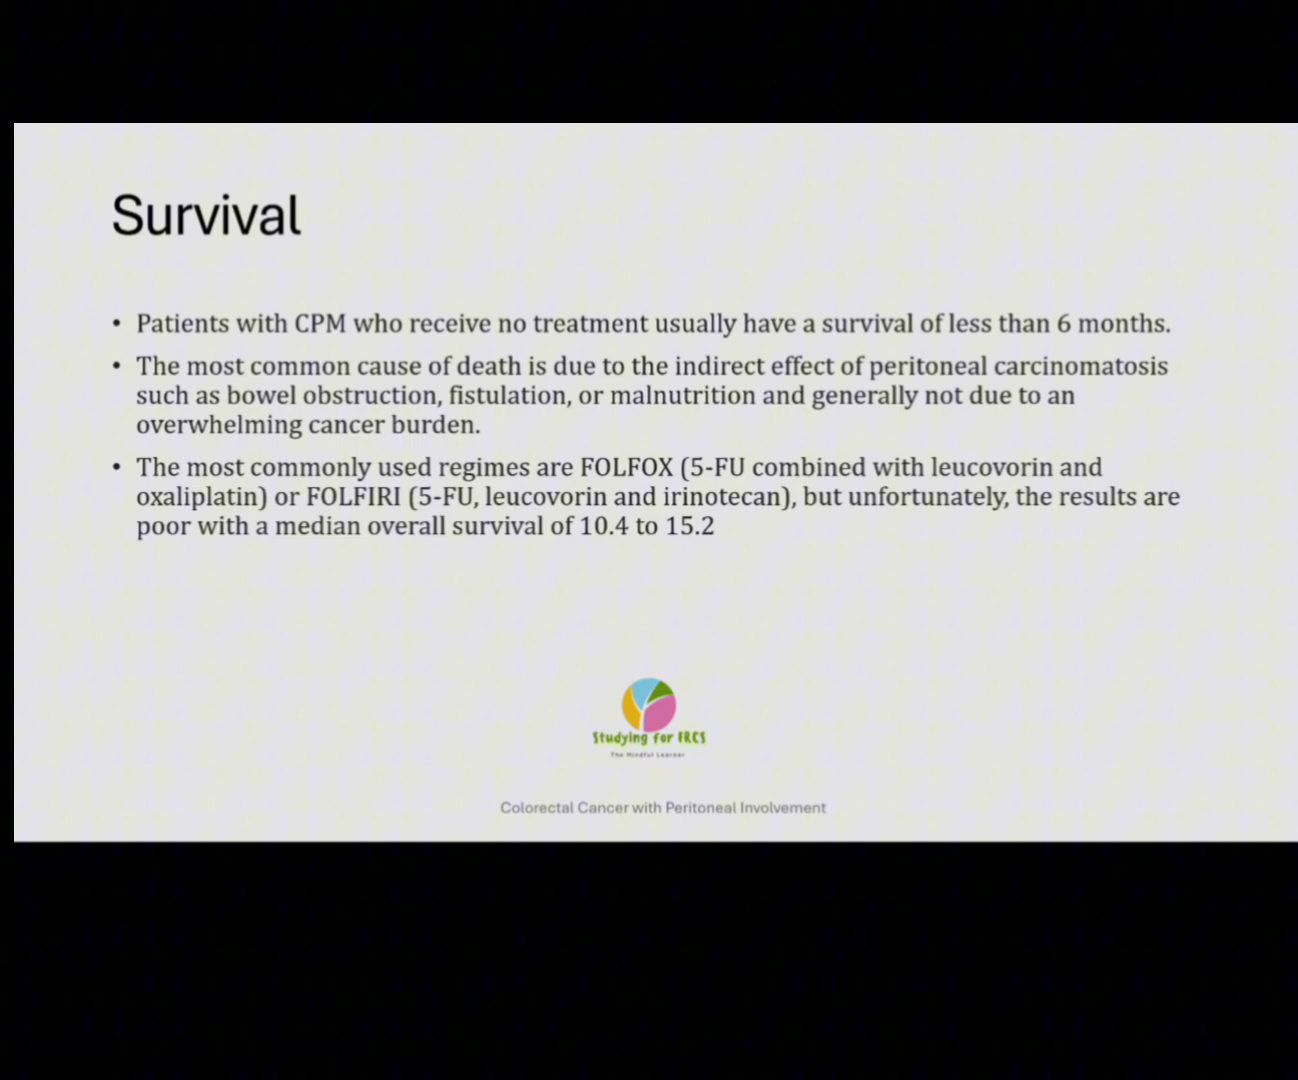 Survival
• Patients with CPM who receive no treatment usually have a survival of less than 6 months.
• The most common cause of death is due to the indirect effect of peritoneal carcinomatosis
such as bowel obstruction, fistulation, or malnutrition and generally not due to an
overwhelming cancer burden.
• The most commonly used regimes are FOLFOX (5-FU combined with leucovorin and
oxaliplatin) or FOLFIRI (5-FU, leucovorin and irinotecan), but unfortunately, the results are
poor with a median overall survival of 10.4 to 15.2
Studying for FRCS
The Mindful Learner
Colorectal Cancer with Peritoneal Involvement